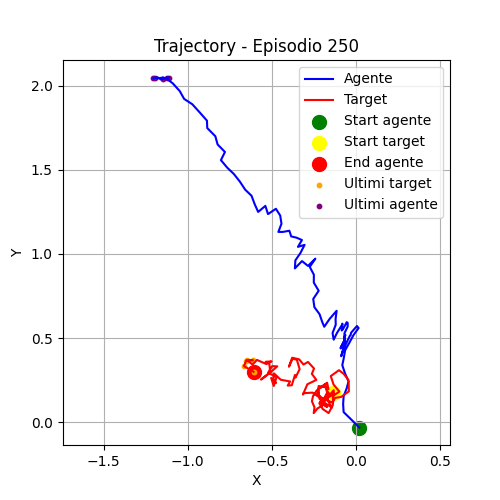 Trajectory - Episodio 250
Agente
Target
Start agente
Start target
End agente
Ultimi target
Ultimi agente
Y
2.0
1.5
1.0
0.5
0.0
−1.5 −1.0 −0.5 0.0 0.5
X